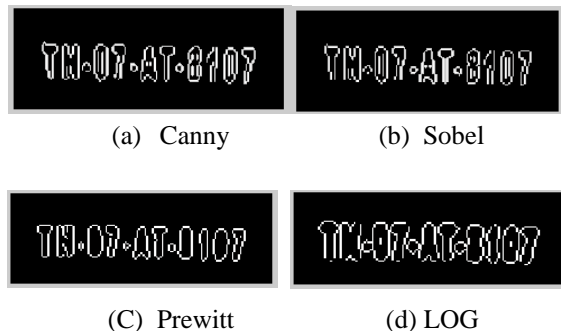 TN·07·AT·8107 TN·07·AT·8107
(a) Canny (b) Sobel
TN·07·AT·8107 TN·07·AT·8107
(C) Prewitt (d) LOG